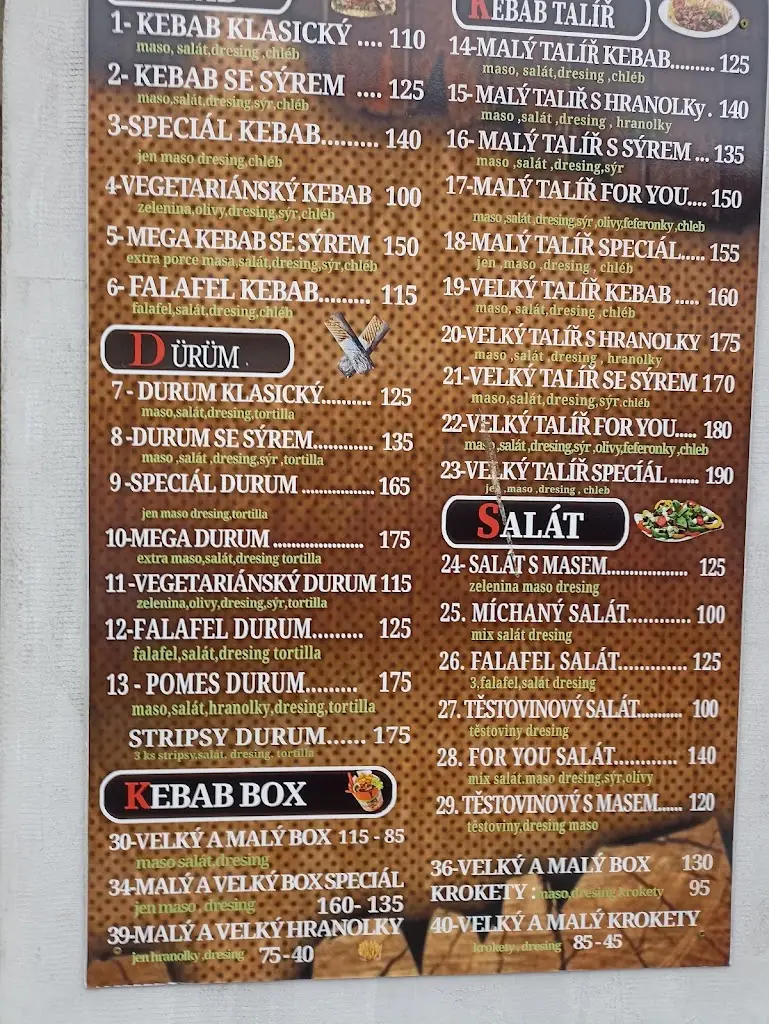 1- KEBAB KLASICKÝ .... 110
maso, salát,dresing ,chléb
2- KEBAB SE SÝREM .... 125
maso,salát,dresing,sýr,chléb
3-SPECIÁL KEBAB......... 140
jen maso dresing,chléb
4-VEGETARIÁNSKÝ KEBAB 100
zelenina,olivy,dresing,sýr,chléb
5- MEGA KEBAB SE SÝREM 150
extra porce masa,salát,dresing,sýr,chléb
6- FALAFEL KEBAB......... 115
falafel,salát,dresing,chléb
DÜRÜM .
7 - DURUM KLASICKÝ.......... 125
maso,salát,dresing,tortilla
8 -DURUM SE SÝREM............ 135
maso ,salát ,dresing,sýr ,tortilla
9 -SPECIÁL DURUM ................. 165
jen maso dresing,tortilla
10-MEGA DURUM .................... 175
extra maso,salát,dresing tortilla
11 -VEGETARIÁNSKÝ DURUM 115
zelenina,olivy,dresing,sýr,tortilla
12-FALAFEL DURUM......... 125
falafel,salát,dresing tortilla
13 - POMES DURUM......... 175
maso,salát,hranolky,dresing,tortilla
STRIPSY DURUM...... 175
3 ks stripsy,salát. dresing. tortilla
KEBAB BOX
30-VELKÝ A MALÝ BOX 115 - 85
maso salát,dresing
34-MALÝ A VELKÝ BOX SPECIÁL
jen maso . dresing 160- 135
39-MALÝ A VELKÝ HRANOLKY
jen hranolky ,dresing 75 - 40
KEBAB TALÍŘ
14-MALÝ TALÍŘ KEBAB......... 125
maso, salát,dresing ,chléb
15- MALÝ TALIŘ S HRANOLKy . 140
maso ,salát ,dresing , hranolky
16- MALÝ TALÍŘ S SÝREM ... 135
maso ,salát ,dresing,sýr
17-MALÝ TALÍŘ FOR YOU.... 150
maso ,salát ,dresing,sýr ,olivy,feferonky ,chleb
18-MALÝ TALÍŘ SPECIÁL..... 155
jen ,maso ,dresing , chléb
19-VELKÝ TALÍŘ KEBAB ..... 160
maso, salát,dresing ,chléb
20-VELKÝ TALÍŘ S HRANOLKY 175
maso ,salát ,dresing , hranolky
21-VELKÝ TALÍŘ SE SÝREM 170
maso,salát,dresing,sýr.chléb
22-VELKÝ TALÍŘ FOR YOU..... 180
maso ,salát ,dresing,sýr ,olivy,feferonky,chleb
23-VELKÝ TALÍŘ SPECÍÁL ....... 190
jen ,maso ,dresing , chleb
SALÁT
24- SALÁT S MASEM.................. 125
zelenina maso dresing
25. MÍCHANÝ SALÁT............ 100
mix salát dresing
26. FALAFEL SALÁT............. 125
3,falafel,salát dresing
27. TĚSTOVINOVÝ SALÁT.......... 100
těstoviny dresing
28. FOR YOU SALÁT............ 140
mix salát.maso dresing,sýr,olivy
29. TĚSTOVINOVÝ S MASEM...... 120
těstoviny,dresing maso
36-VELKÝ A MALÝ BOX 130
KROKETY : maso,dresing krokety 95
40-VELKÝ A MALÝ KROKETY
krokety , dresing 85 - 45